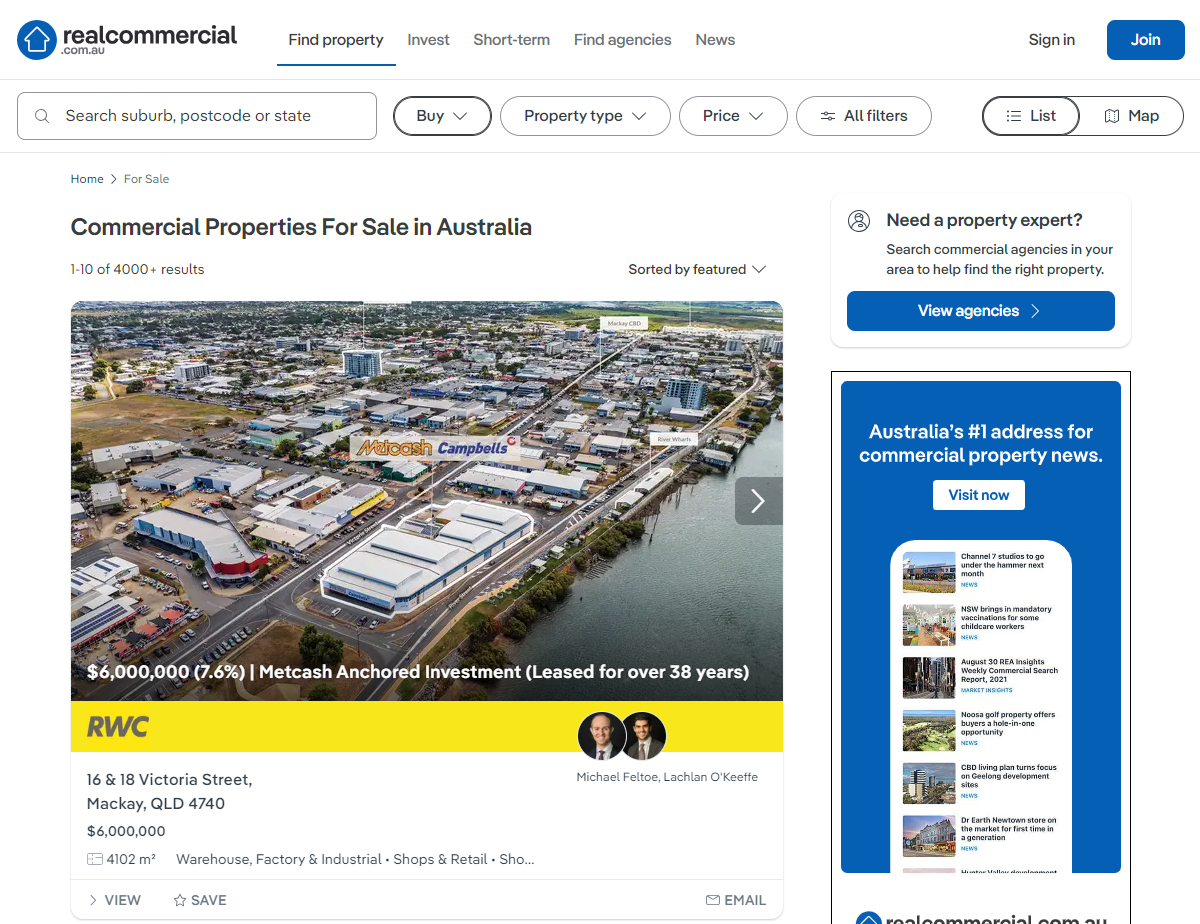 realcommercial
.com.au
Find property
Invest
Short-term
Find agencies
News
Sign in
Join
Search suburb, postcode or state
Buy
Property type
Price
All filters
List
Map
Home
For Sale
Commercial Properties For Sale in Australia
1-10 of 4000+ results
Sorted by featured
Mackay CBD
River Wharfs
Metcash Campbells
Victoria Street
River Street
$6,000,000 (7.6%) | Metcash Anchored Investment (Leased for over 38 years)
RWC
Michael Feltoe, Lachlan O'Keeffe
16 & 18 Victoria Street,
Mackay, QLD 4740
$6,000,000
4102 m²
Warehouse, Factory & Industrial • Shops & Retail • Sho...
VIEW
SAVE
EMAIL
Need a property expert?
Search commercial agencies in your
area to help find the right property.
View agencies
Australia's #1 address for
commercial property news.
Visit now
Channel 7 studios to go
under the hammer next
month
NEWS
NSW brings in mandatory
vaccinations for some
childcare workers
NEWS
August 30 REA Insights
Weekly Commercial Search
Report, 2021
MARKET INSIGHTS
Noosa golf property offers
buyers a hole-in-one
opportunity
NEWS
CBD living plan turns focus
on Geelong development
sites
NEWS
Dr Earth Newtown store on
the market for first time in
a generation
NEWS
Hunter Valley development
realcommercial.com.au